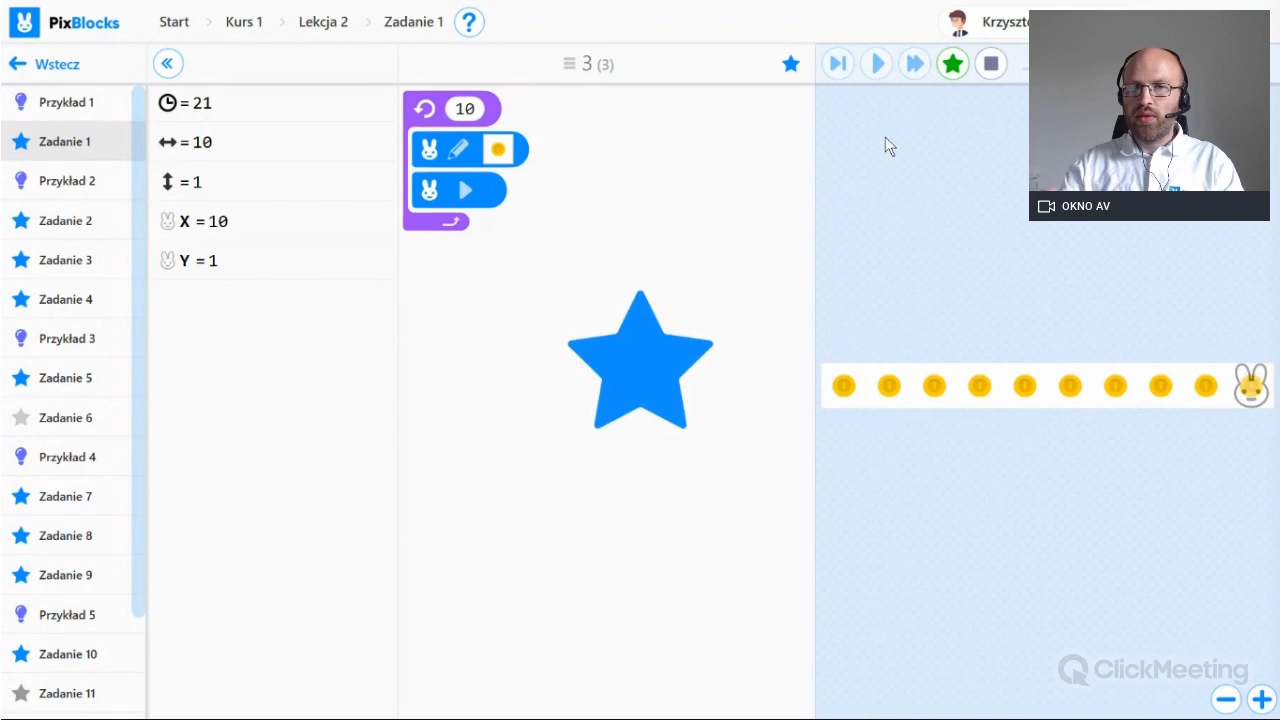 PixBlocks
Start
Kurs 1
Lekcja 2
Zadanie 1
?
Krzyszto
Wstecz
3 (3)
Przykład 1
Zadanie 1
Przykład 2
Zadanie 2
Zadanie 3
Zadanie 4
Przykład 3
Zadanie 5
Zadanie 6
Przykład 4
Zadanie 7
Zadanie 8
Zadanie 9
Przykład 5
Zadanie 10
Zadanie 11
= 21
= 10
= 1
X = 10
Y = 1
10
OKNO AV
ClickMeeting